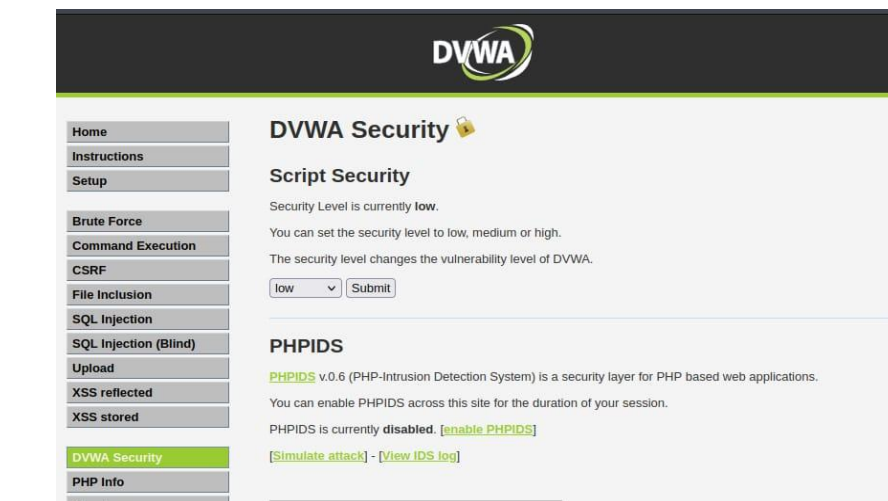 DVWA
Home
Instructions
Setup
Brute Force
Command Execution
CSRF
File Inclusion
SQL Injection
SQL Injection (Blind)
Upload
XSS reflected
XSS stored
DVWA Security
PHP Info
DVWA Security
Script Security
Security Level is currently low.
You can set the security level to low, medium or high.
The security level changes the vulnerability level of DVWA.
low Submit
PHPIDS
PHPIDS v.0.6 (PHP-Intrusion Detection System) is a security layer for PHP based web applications.
You can enable PHPIDS across this site for the duration of your session.
PHPIDS is currently disabled. [enable PHPIDS]
[Simulate attack] - [View IDS log]